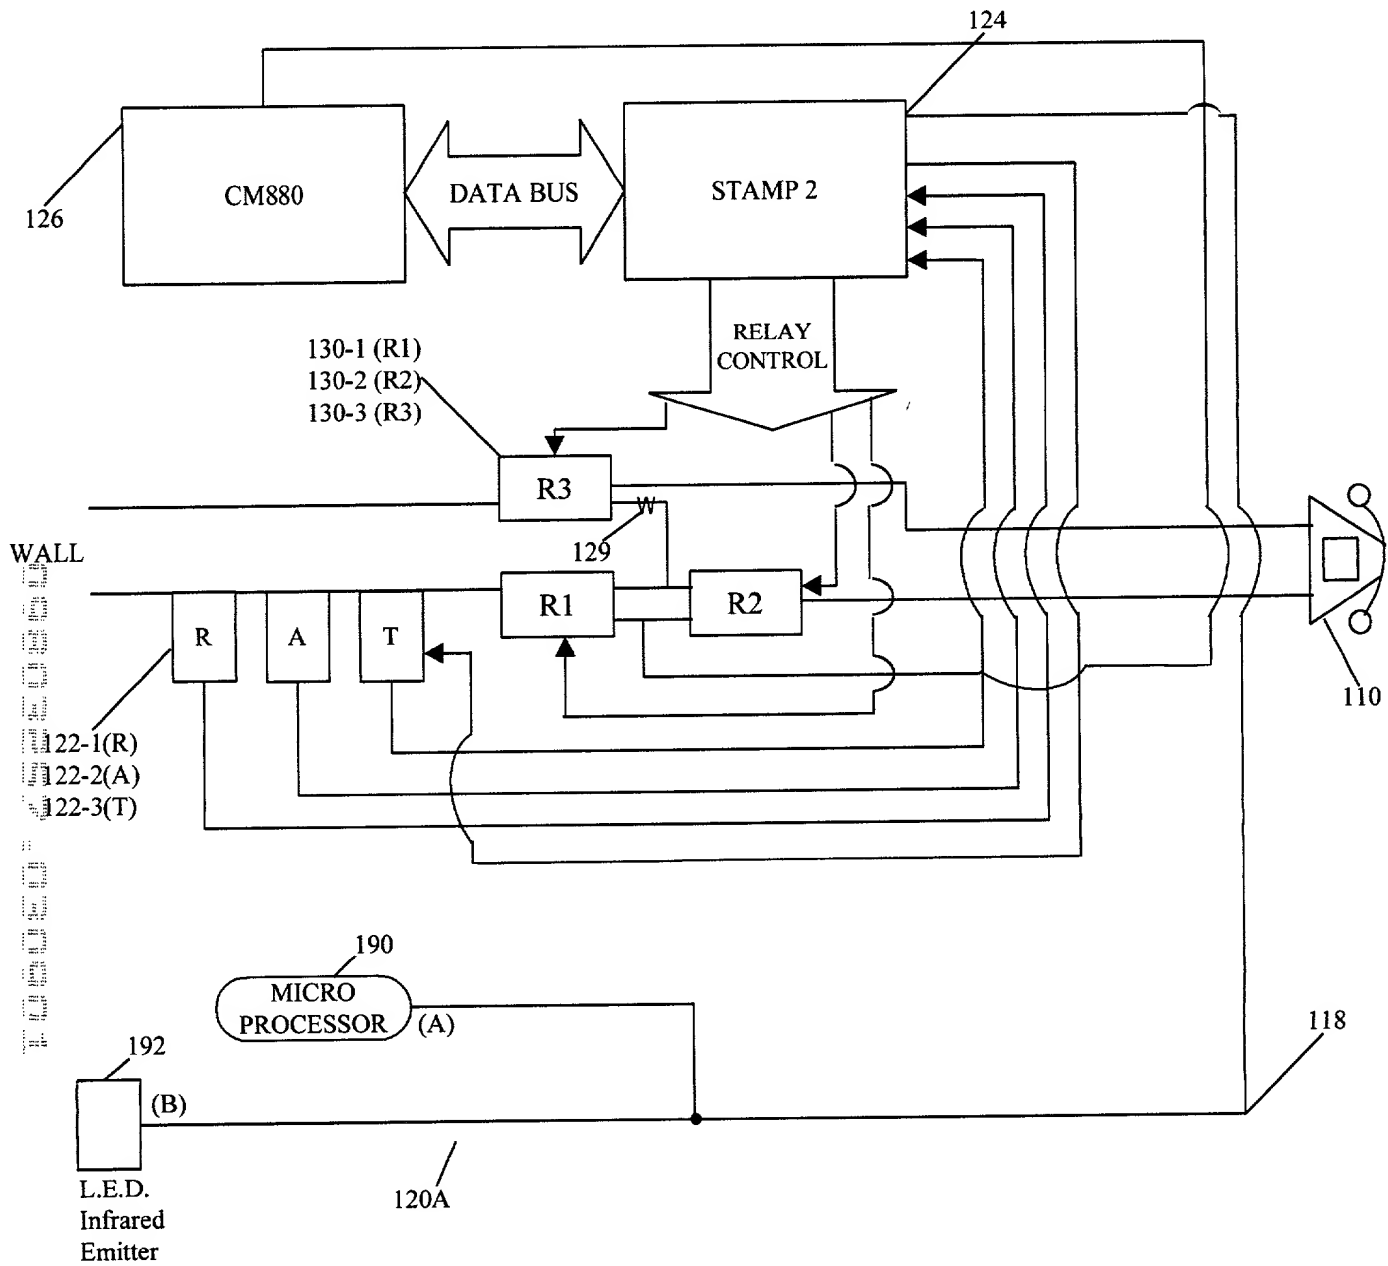 124
CM880
DATA BUS
STAMP 2
126
RELAY
CONTROL
130-1 (R1)
130-2 (R2)
130-3 (R3)
R3
W
129
WALL
R1
R2
R
A
T
110
122-1(R)
122-2(A)
122-3(T)
190
MICRO
PROCESSOR
(A)
118
192
(B)
120A
L.E.D.
Infrared
Emitter